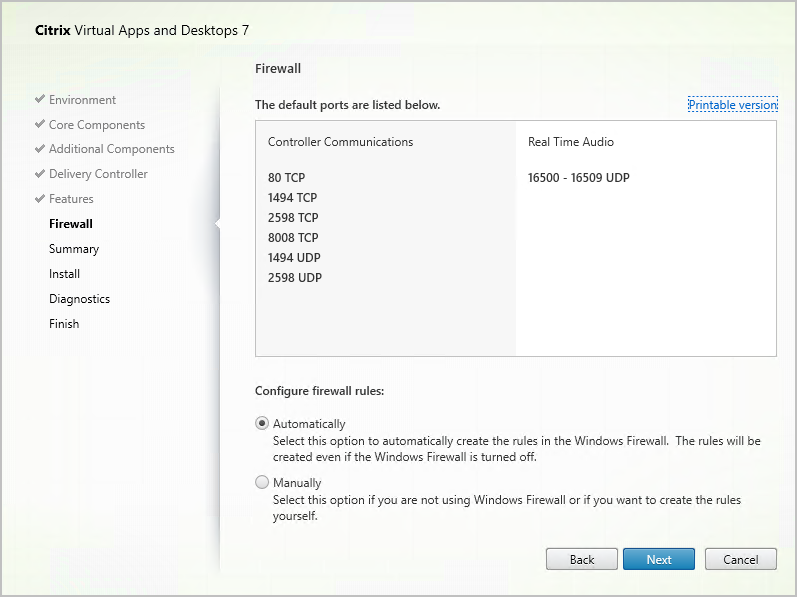 Citrix Virtual Apps and Desktops 7
Environment
Core Components
Additional Components
Delivery Controller
Features
Firewall
Summary
Install
Diagnostics
Finish
Firewall
The default ports are listed below.
Printable version
Controller Communications
80 TCP
1494 TCP
2598 TCP
8008 TCP
1494 UDP
2598 UDP
Real Time Audio
16500 - 16509 UDP
Configure firewall rules:
Automatically
Select this option to automatically create the rules in the Windows Firewall.  The rules will be
created even if the Windows Firewall is turned off.
Manually
Select this option if you are not using Windows Firewall or if you want to create the rules
yourself.
Back
Next
Cancel